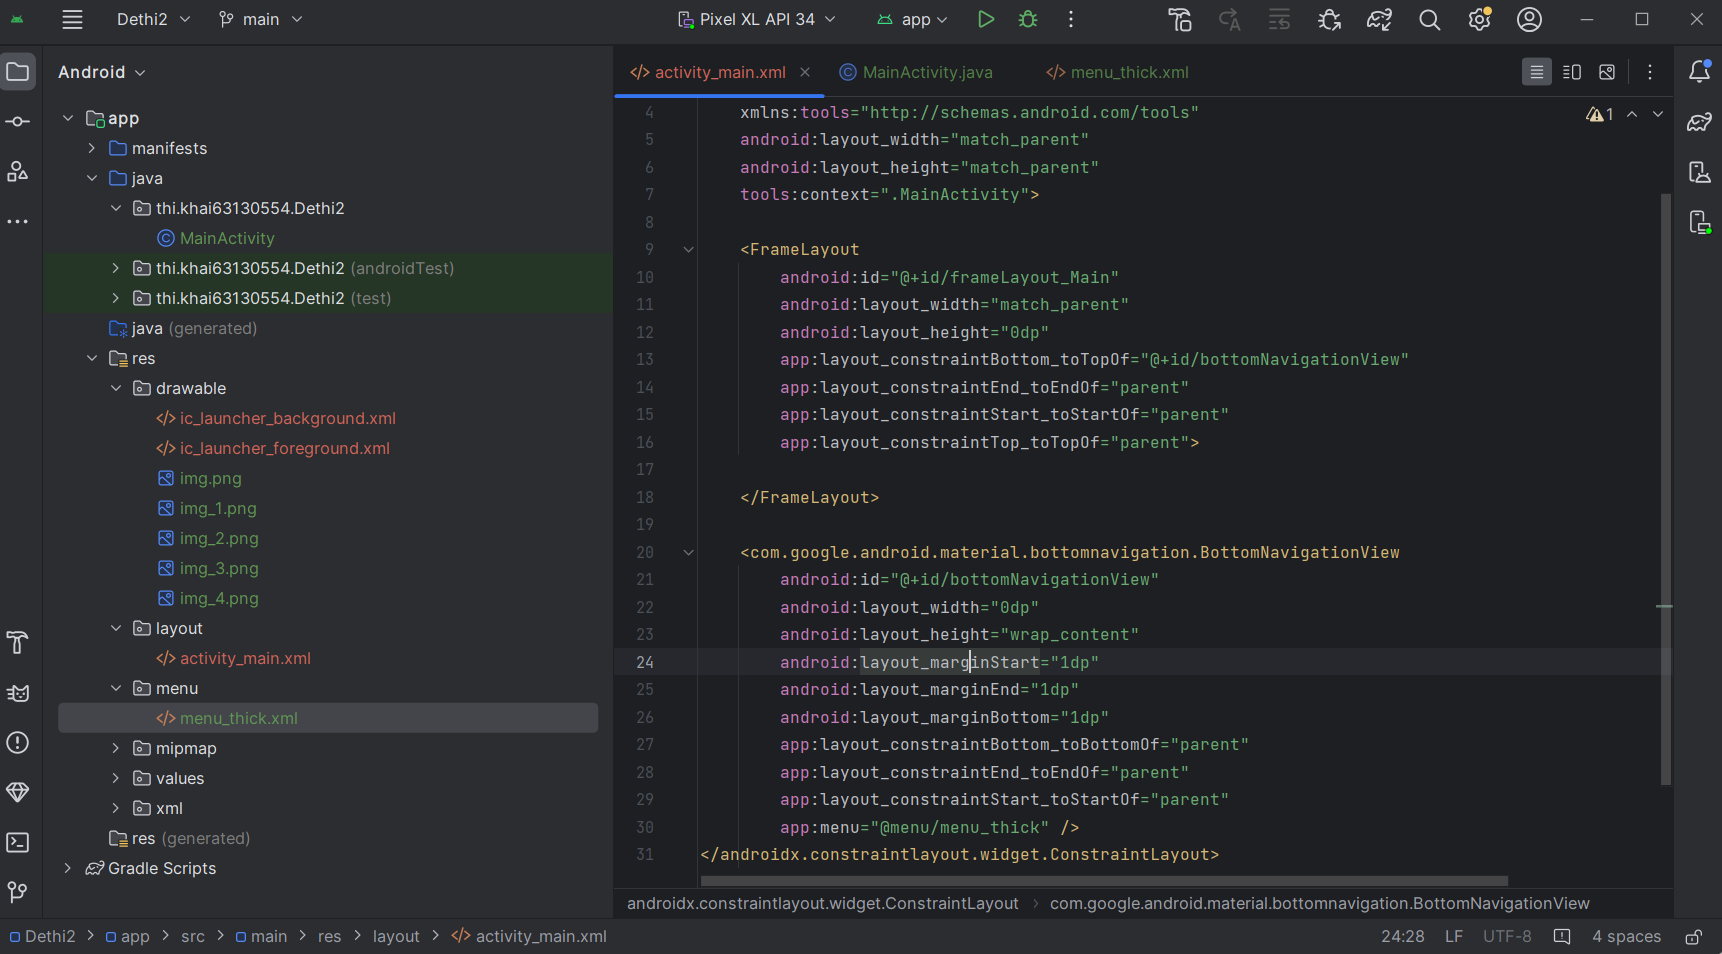 Dethi2 main Pixel XL API 34 app
Android
activity_main.xml MainActivity.java menu_thick.xml
app
manifests
java
thi.khai63130554.Dethi2
MainActivity
thi.khai63130554.Dethi2 (androidTest)
thi.khai63130554.Dethi2 (test)
java (generated)
res
drawable
ic_launcher_background.xml
ic_launcher_foreground.xml
img.png
img_1.png
img_2.png
img_3.png
img_4.png
layout
activity_main.xml
menu
menu_thick.xml
mipmap
values
xml
res (generated)
Gradle Scripts
1
4 xmlns:tools="http://schemas.android.com/tools"
5 android:layout_width="match_parent"
6 android:layout_height="match_parent"
7 tools:context=".MainActivity">
8
9 <FrameLayout
10 android:id="@+id/frameLayout_Main"
11 android:layout_width="match_parent"
12 android:layout_height="0dp"
13 app:layout_constraintBottom_toTopOf="@+id/bottomNavigationView"
14 app:layout_constraintEnd_toEndOf="parent"
15 app:layout_constraintStart_toStartOf="parent"
16 app:layout_constraintTop_toTopOf="parent">
17
18 </FrameLayout>
19
20 <com.google.android.material.bottomnavigation.BottomNavigationView
21 android:id="@+id/bottomNavigationView"
22 android:layout_width="0dp"
23 android:layout_height="wrap_content"
24 android:layout_marginStart="1dp"
25 android:layout_marginEnd="1dp"
26 android:layout_marginBottom="1dp"
27 app:layout_constraintBottom_toBottomOf="parent"
28 app:layout_constraintEnd_toEndOf="parent"
29 app:layout_constraintStart_toStartOf="parent"
30 app:menu="@menu/menu_thick" />
31 </androidx.constraintlayout.widget.ConstraintLayout>
androidx.constraintlayout.widget.ConstraintLayout > com.google.android.material.bottomnavigation.BottomNavigationView
Dethi2 > app > src > main > res > layout > activity_main.xml 24:28 LF UTF-8 4 spaces